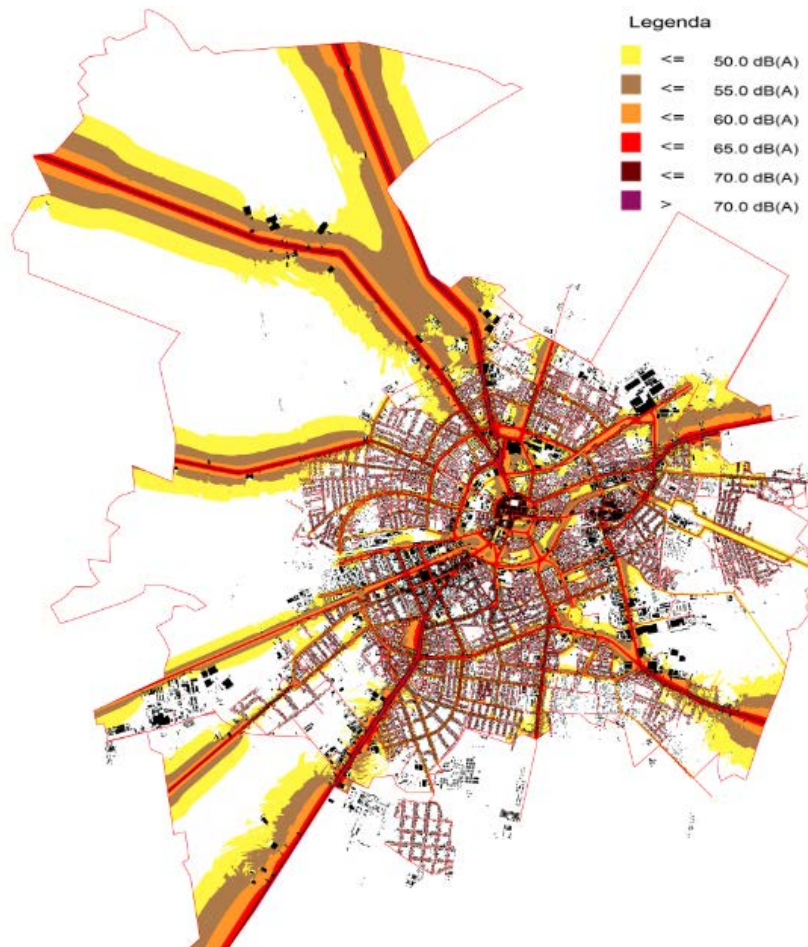 Legenda
<= 50.0 dB(A)
<= 55.0 dB(A)
<= 60.0 dB(A)
<= 65.0 dB(A)
<= 70.0 dB(A)
> 70.0 dB(A)